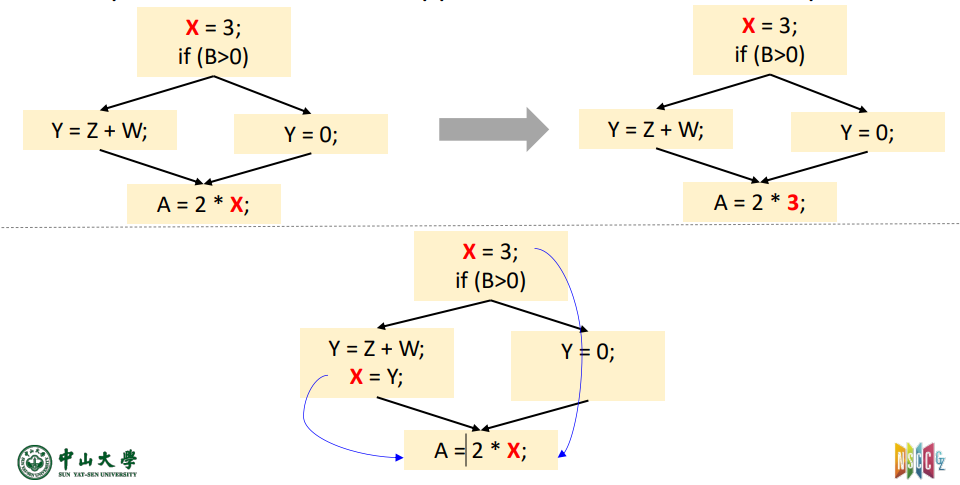 X = 3;
if (B>0)
Y = Z + W;
Y = 0;
A = 2 * X;
X = 3;
if (B>0)
Y = Z + W;
Y = 0;
A = 2 * 3;
X = 3;
if (B>0)
Y = Z + W;
X = Y;
Y = 0;
A = 2 * X;
中山大學
SUN YAT-SEN UNIVERSITY
NSCC GZ